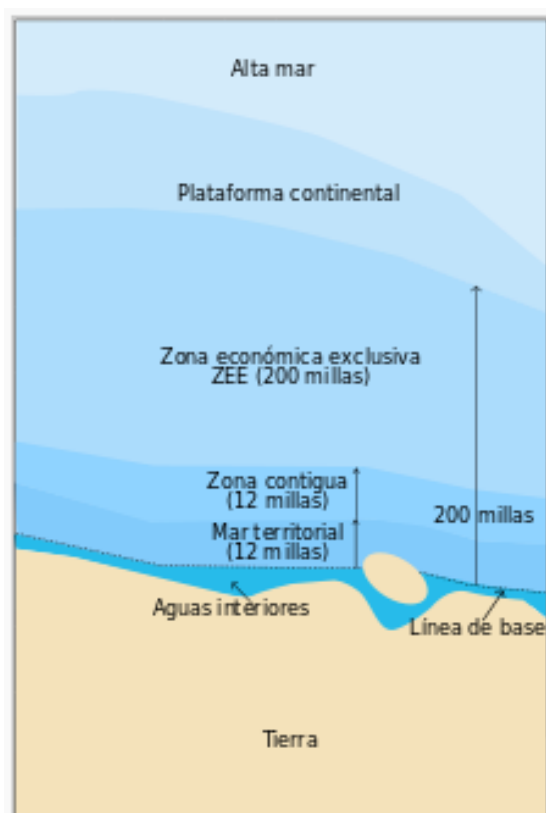 Alta mar
Plataforma continental
Zona económica exclusiva
ZEE (200 millas)
Zona contigua
(12 millas)
200 millas
Mar territorial
(12 millas)
Aguas interiores
Línea de base
Tierra